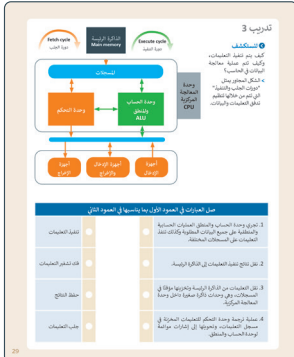 تدريب 3
لنستكشف
كيف يتم تنفيذ التعليمات،
وكيف تتم عملية معالجة
البيانات في الحاسب؟
الشكل المجاور يمثل
"دورات الجلب والتنفيذ"
التي تتم من خلالها تنظيم
تدفق التعليمات والبيانات.
Fetch cycle
دورة الجلب
الذاكرة الرئيسة
Main memory
Execute cycle
دورة التنفيذ
المسجلات
وحدة التحكم
وحدة الحساب
والمنطق
ALU
وحدة
المعالجة
المركزية
CPU
أجهزة
الإخراج
أجهزة الإدخال
والإخراج
أجهزة
الإدخال
صل العبارات في العمود الأول بما يناسبها في العمود الثاني
1. تجري وحدة الحساب والمنطق العمليات الحسابية
والمنطقية على جميع البيانات المطلوبة وكذلك تنفذ
التعليمات على المسجلات المختلفة.
تنفيذ التعليمات
2. نقل نتائج تنفيذ التعليمات إلى الذاكرة الرئيسة.
فك تشفير التعليمات
3. نقل التعليمات من الذاكرة الرئيسة وتخزينها مؤقتًا في
المسجلات، وهي وحدات ذاكرة صغيرة داخل وحدة
المعالجة المركزية.
حفظ النتائج
4. عملية ترجمة وحدة التحكم للتعليمات المخزنة في
مسجل التعليمات، وتحويلها إلى إشارات موائمة
لوحدة الحساب والمنطق.
جلب التعليمات
29